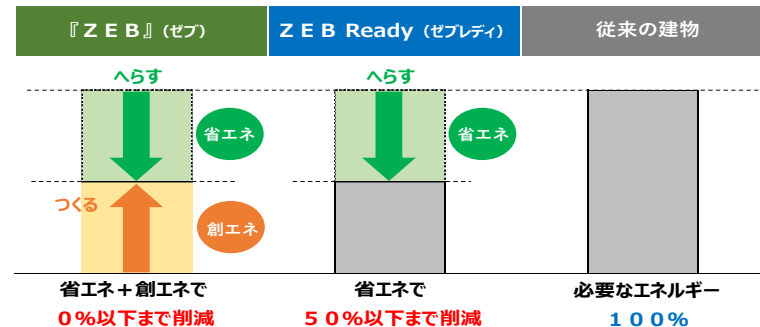 『ＺＥＢ』（ゼブ）
ＺＥＢ Ready（ゼブレディ）
従来の建物
へらす
へらす
省エネ
省エネ
つくる
創エネ
省エネ＋創エネで
０％以下まで削減
省エネで
５０％以下まで削減
必要なエネルギー
１００％